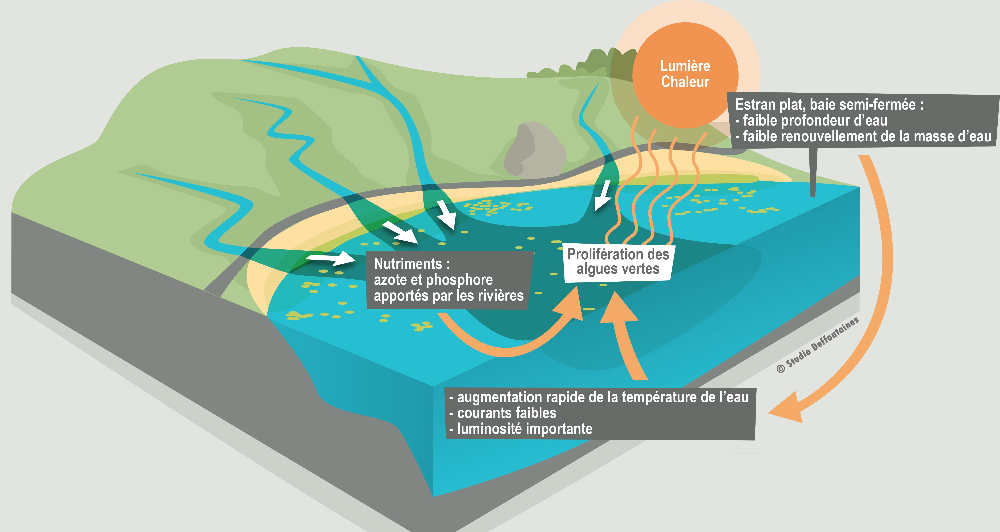 Lumière
Chaleur
Estran plat, baie semi-fermée :
- faible profondeur d’eau
- faible renouvellement de la masse d’eau
Prolifération des
algues vertes
Nutriments :
azote et phosphore
apportés par les rivières
- augmentation rapide de la température de l’eau
- courants faibles
- luminosité importante
© Studio Deffontaines